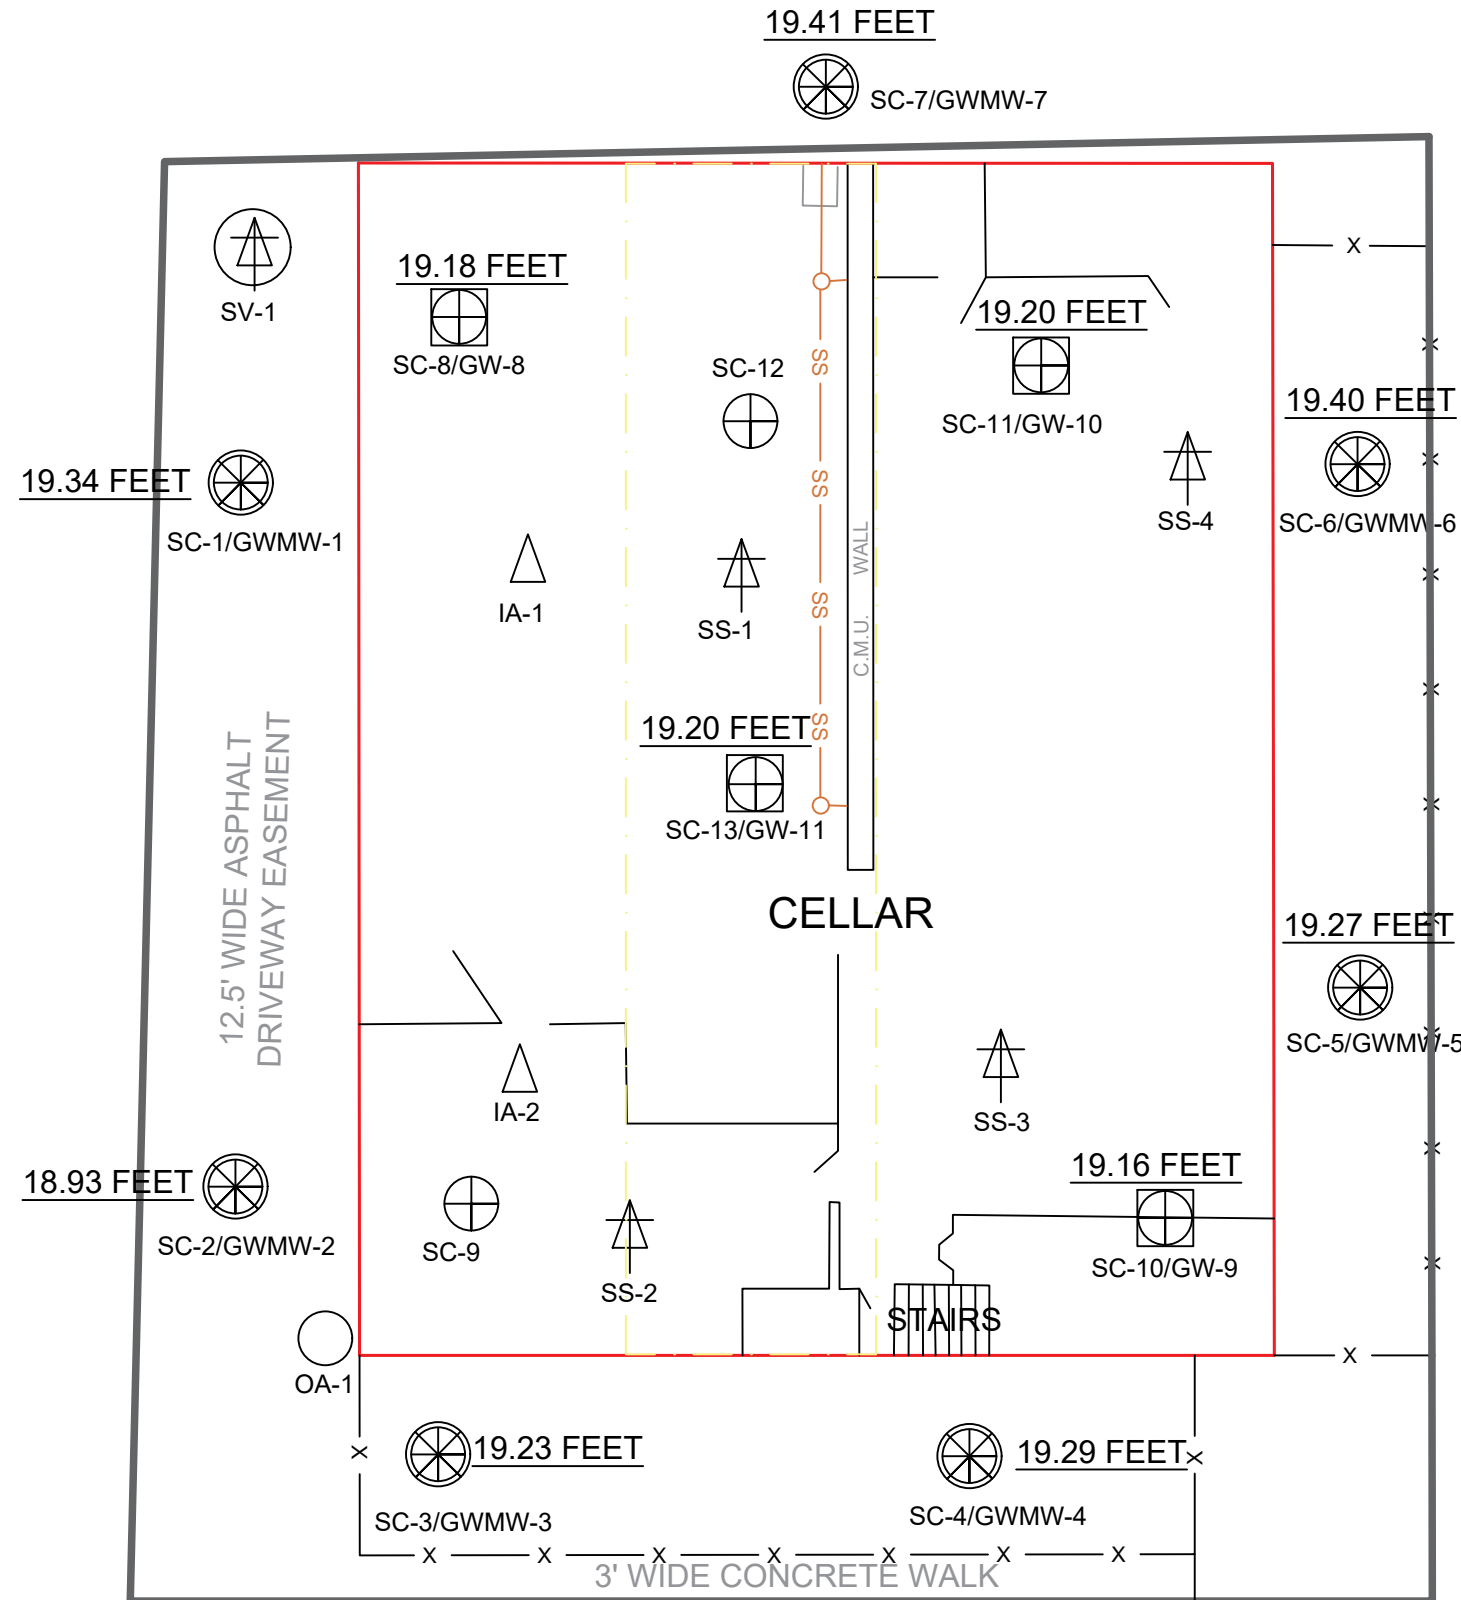 19.41 FEET
SC-7/GWMW-7
SV-1
19.18 FEET
SC-8/GW-8
SC-12
19.20 FEET
SC-11/GW-10
X
19.40 FEET
SC-6/GWMW-6
19.34 FEET
SC-1/GWMW-1
SS-4
IA-1
SS-1
SS
SS
SS
SS
C.M.U. WALL
19.20 FEET
SC-13/GW-11
12.5' WIDE ASPHALT
DRIVEWAY EASEMENT
CELLAR
19.27 FEET
SC-5/GWMW-5
IA-2
SS-3
18.93 FEET
SC-2/GWMW-2
SC-9
SS-2
19.16 FEET
SC-10/GW-9
STAIRS
OA-1
X
19.23 FEET
SC-3/GWMW-3
19.29 FEET
SC-4/GWMW-4
X
X
X X X X X X X
3' WIDE CONCRETE WALK
X
X
X
X
X
X
X
X
X